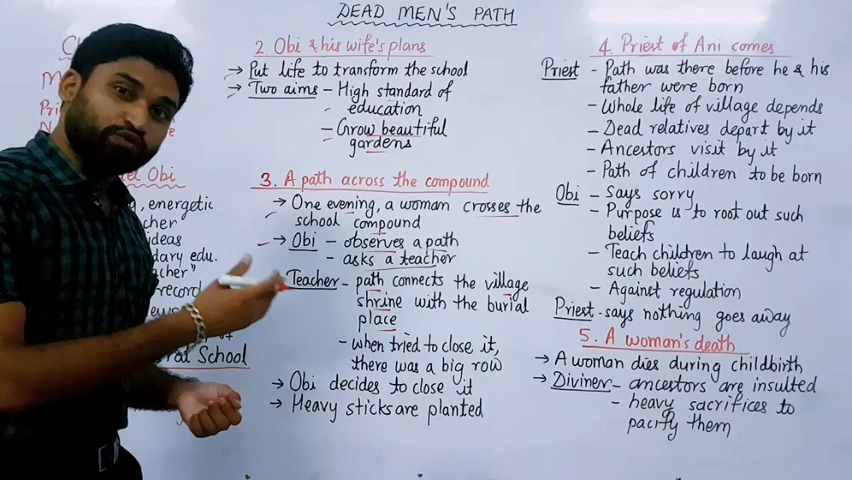 DEAD MEN'S PATH
Obi
, energetic
cher
ideas
dary edu.
acher"
record
ews
School
2. Obi & his wife's plans
→ Put life to transform the school
→ Two aims - High standard of
education
- Grow beautiful
gardens
3. A path across the compound
→ One evening, a woman crosses the
school compound
→ Obi - observes a path
- asks a teacher
Teacher - path connects the village
shrine with the burial
place
- when tried to close it,
there was a big row
→ Obi decides to close it
→ Heavy sticks are planted
4. Priest of Ani comes
Priest - Path was there before he & his
father were born
- Whole life of village depends
- Dead relatives depart by it
- Ancestors visit by it
- Path of children to be born
Obi - Says sorry
- Purpose is to root out such
beliefs
- Teach children to laugh at
such beliefs
- Against regulation
Priest - says nothing goes away
5. A woman's death
→ A woman dies during childbirth
→ Diviner - ancestors are insulted
- heavy sacrifices to
pacify them